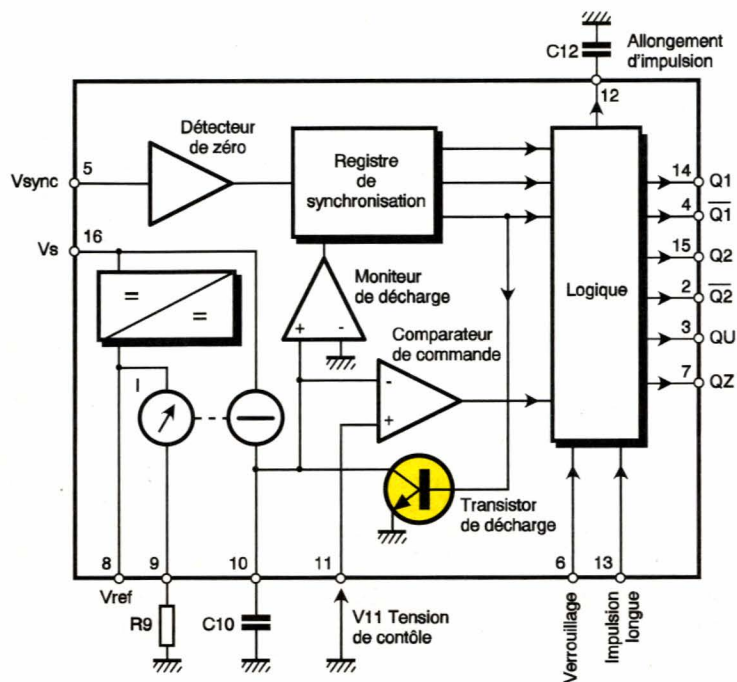 C12
Allongement
d'impulsion
12
Détecteur
de zéro
Vsync
5
Registre
de
synchronisation
14
Q1
4
Q1
Vs
16
15
Q2
Moniteur
de décharge
Logique
2
Q2
=
=
+
-
Comparateur
de commande
3
QU
I
-
7
QZ
+
Transistor
de décharge
8
9
10
11
6
13
Vref
R9
C10
V11 Tension
de contôle
Verrouillage
Impulsion
longue